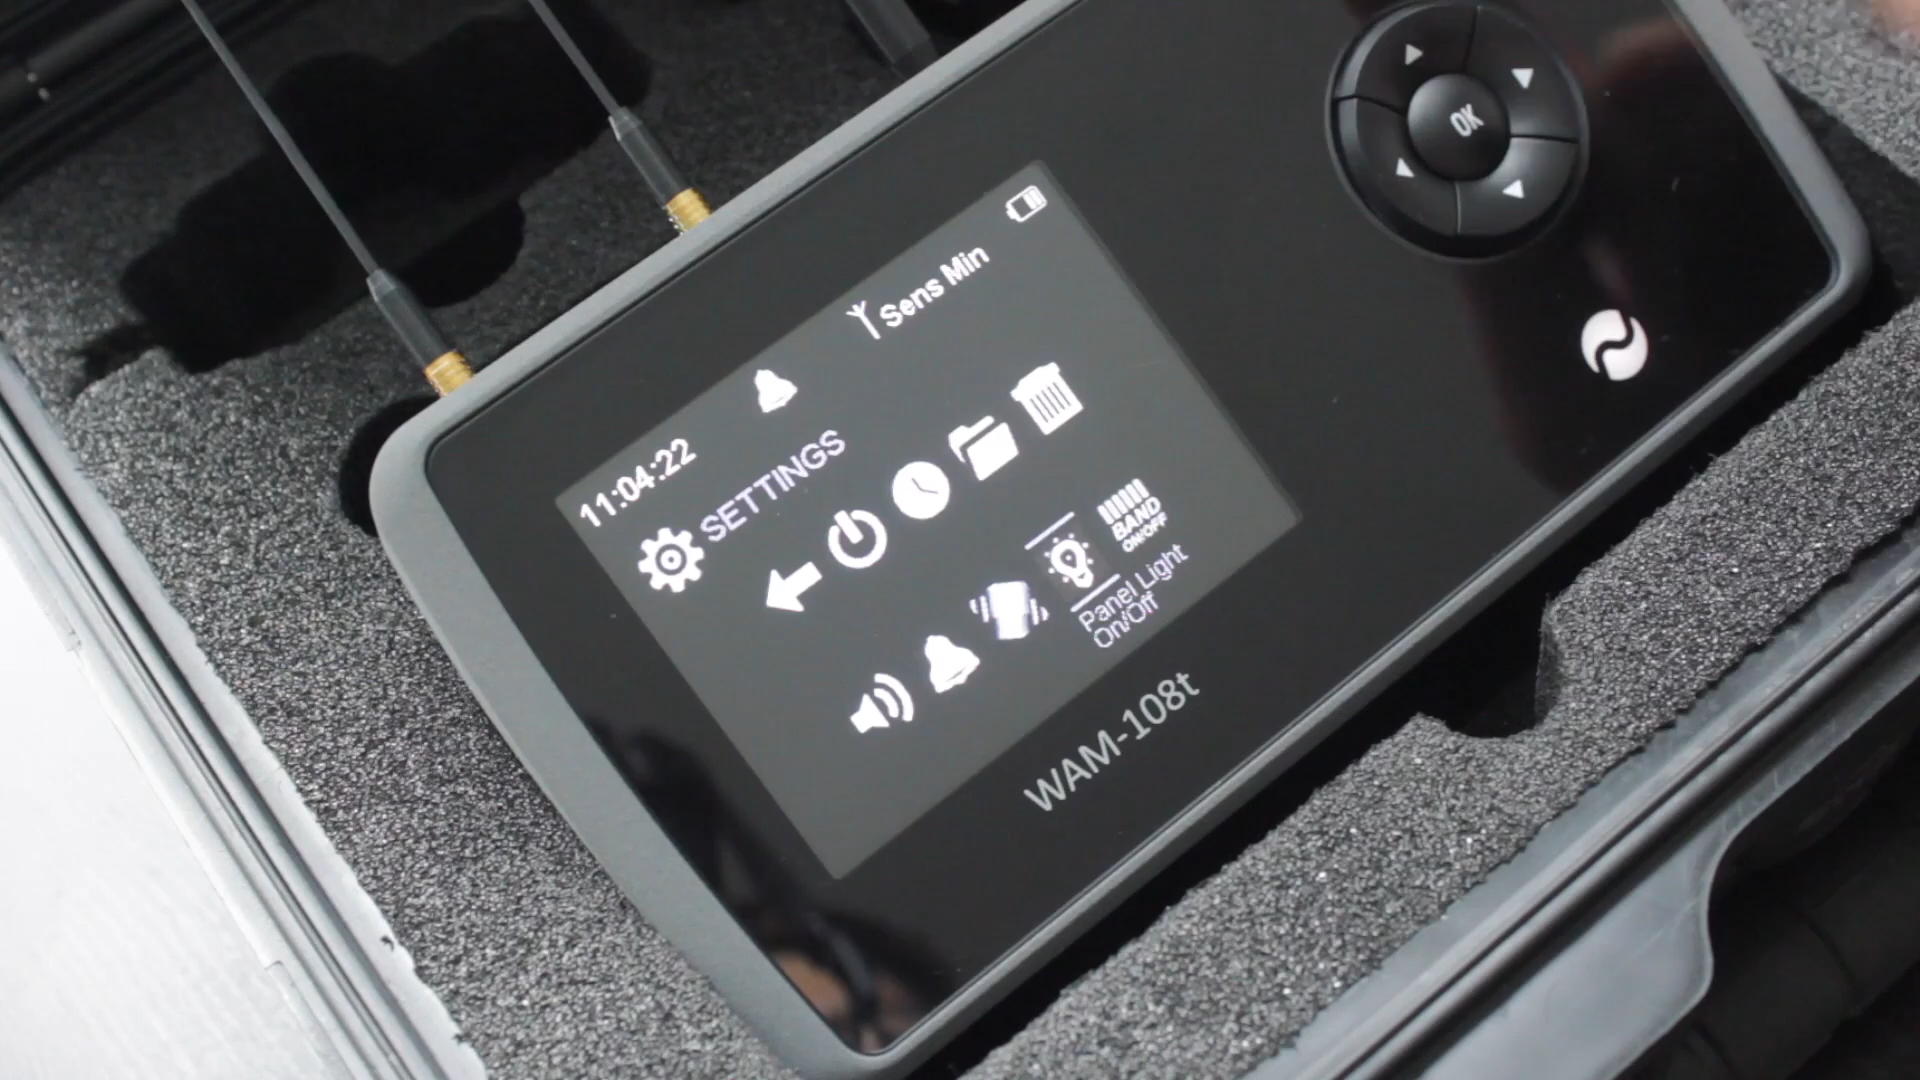 Sens Min
11:04:22
SETTINGS
BAND
ON/OFF
Panel Light
On/Off
WAM-108t
OK